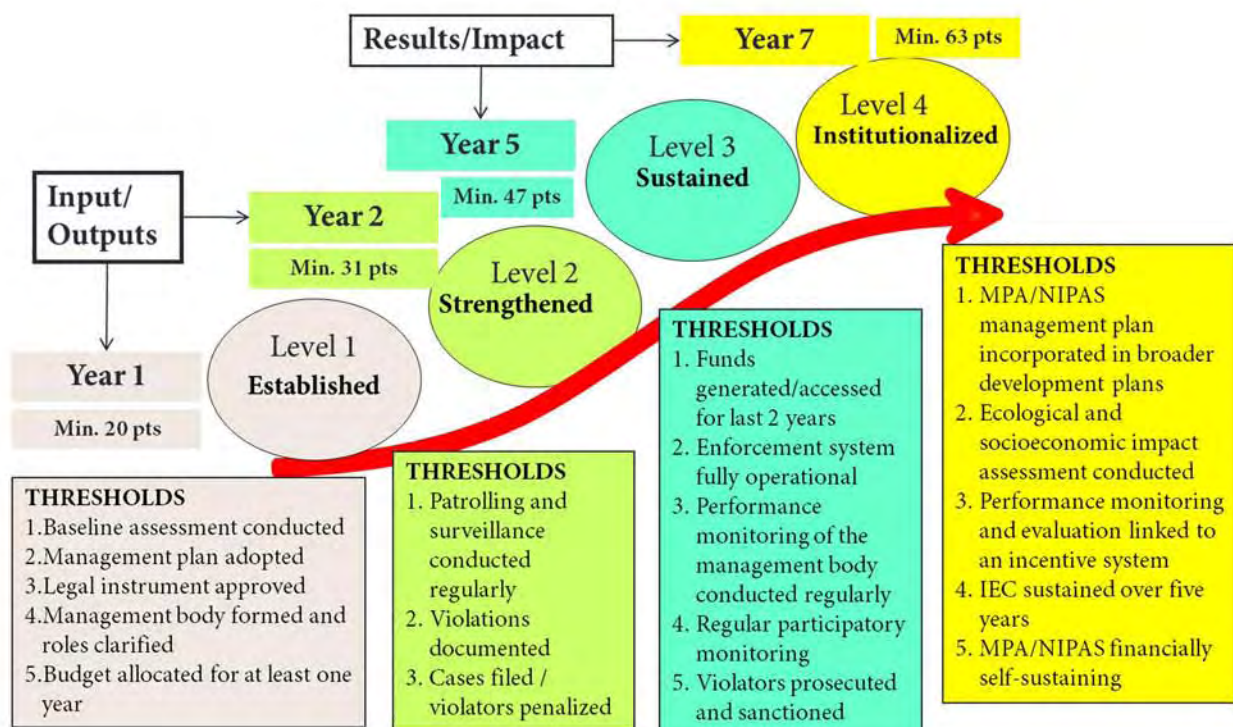 Results/Impact
Year 7
Min. 63 pts
Level 4
Institutionalized
Year 5
Min. 47 pts
Level 3
Sustained
Input/
Outputs
Year 2
Min. 31 pts
Level 2
Strengthened
Year 1
Min. 20 pts
Level 1
Established
THRESHOLDS
1.Baseline assessment conducted
2.Management plan adopted
3.Legal instrument approved
4.Management body formed and
roles clarified
5.Budget allocated for at least one
year
THRESHOLDS
1. Patrolling and
surveillance
conducted
regularly
2. Violations
documented
3. Cases filed /
violators penalized
THRESHOLDS
1. Funds
generated/accessed
for last 2 years
2. Enforcement system
fully operational
3. Performance
monitoring of the
management body
conducted regularly
4. Regular participatory
monitoring
5. Violators prosecuted
and sanctioned
THRESHOLDS
1. MPA/NIPAS
management plan
incorporated in broader
development plans
2. Ecological and
socioeconomic impact
assessment conducted
3. Performance monitoring
and evaluation linked to
an incentive system
4. IEC sustained over five
years
5. MPA/NIPAS financially
self-sustaining